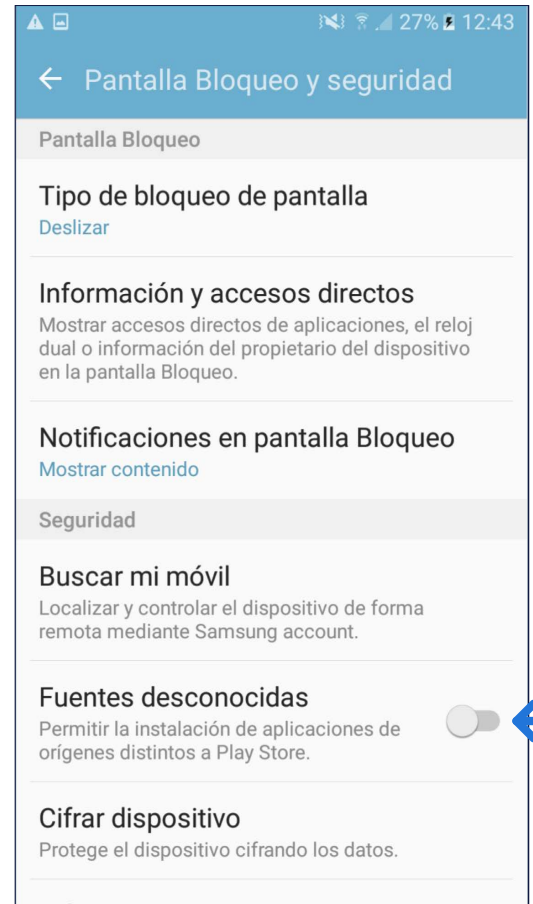 27% 12:43
Pantalla Bloqueo y seguridad
Pantalla Bloqueo
Tipo de bloqueo de pantalla
Deslizar
Información y accesos directos
Mostrar accesos directos de aplicaciones, el reloj
dual o información del propietario del dispositivo
en la pantalla Bloqueo.
Notificaciones en pantalla Bloqueo
Mostrar contenido
Seguridad
Buscar mi móvil
Localizar y controlar el dispositivo de forma
remota mediante Samsung account.
Fuentes desconocidas
Permitir la instalación de aplicaciones de
orígenes distintos a Play Store.
Cifrar dispositivo
Protege el dispositivo cifrando los datos.